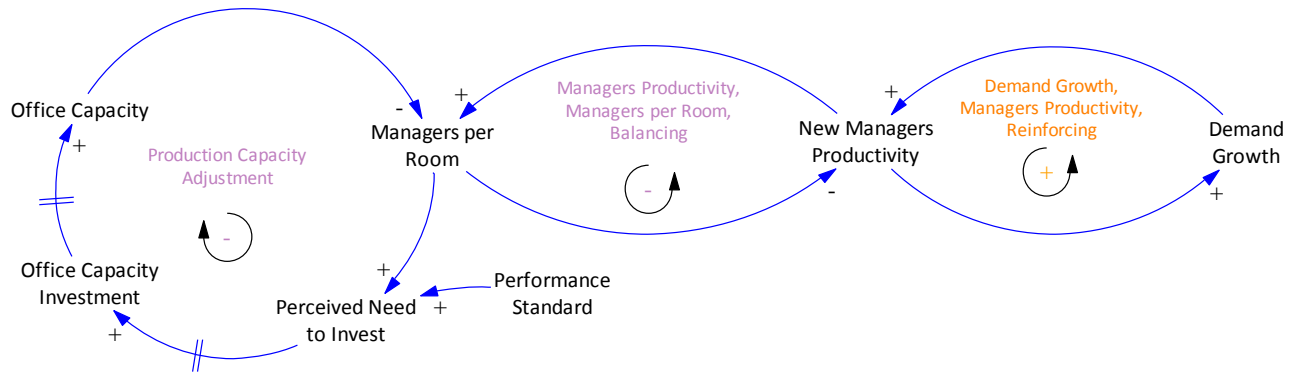 Office Capacity
+
Production Capacity
Adjustment
-
-
Managers per
Room
+
Managers Productivity,
Managers per Room,
Balancing
-
New Managers
Productivity
-
+
Demand Growth,
Managers Productivity,
Reinforcing
+
Demand
Growth
+
Office Capacity
Investment
+
Perceived Need
to Invest
+
+
Performance
Standard